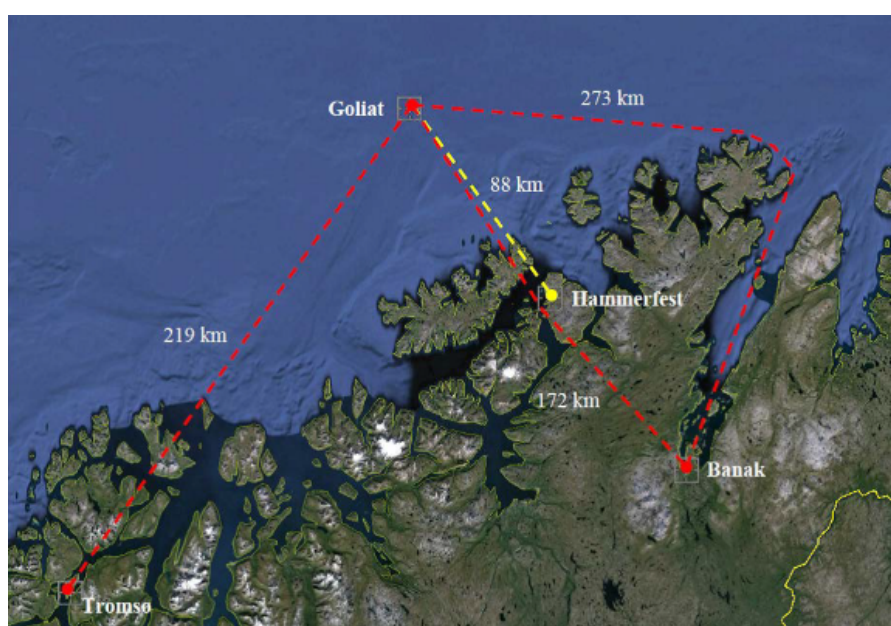 Goliat
273 km
88 km
Hammerfest
219 km
172 km
Banak
Tromsø